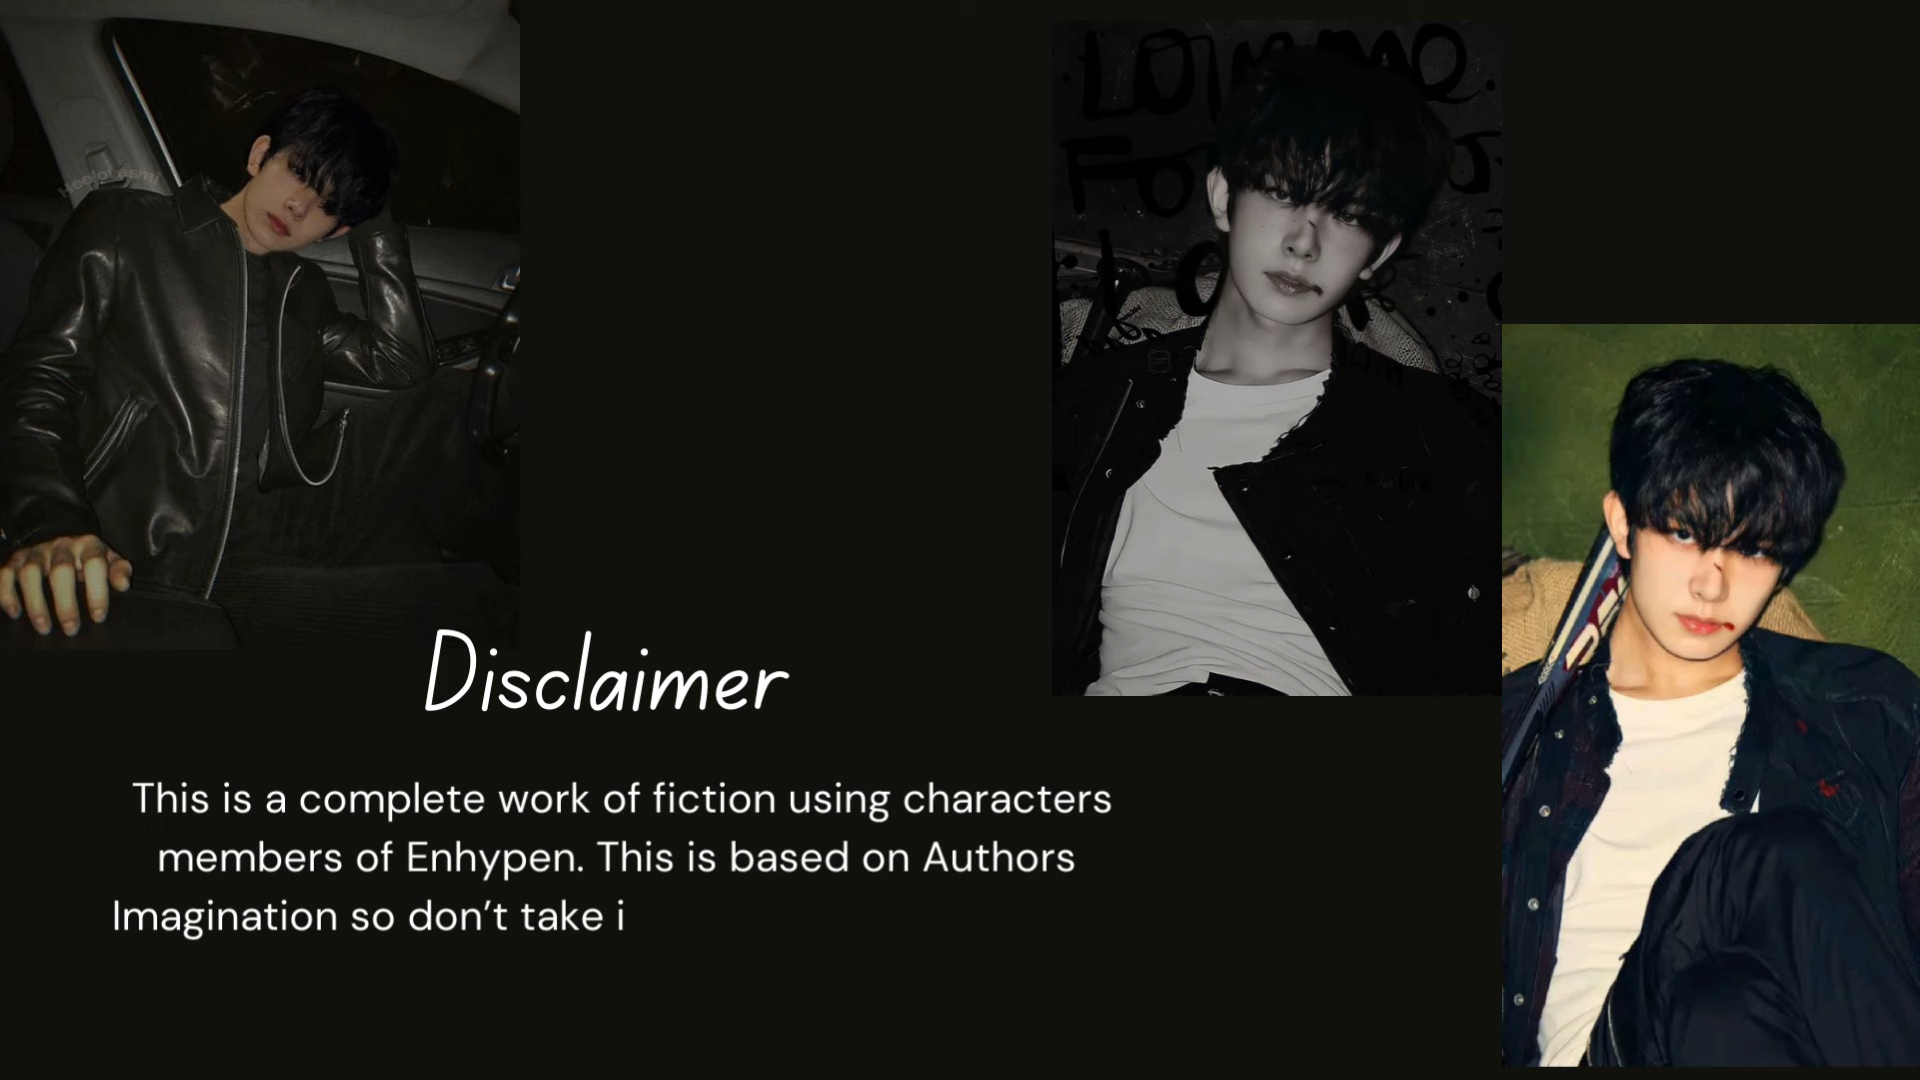 Disclaimer
This is a complete work of fiction using characters
members of Enhypen. This is based on Authors
Imagination so don’t take i